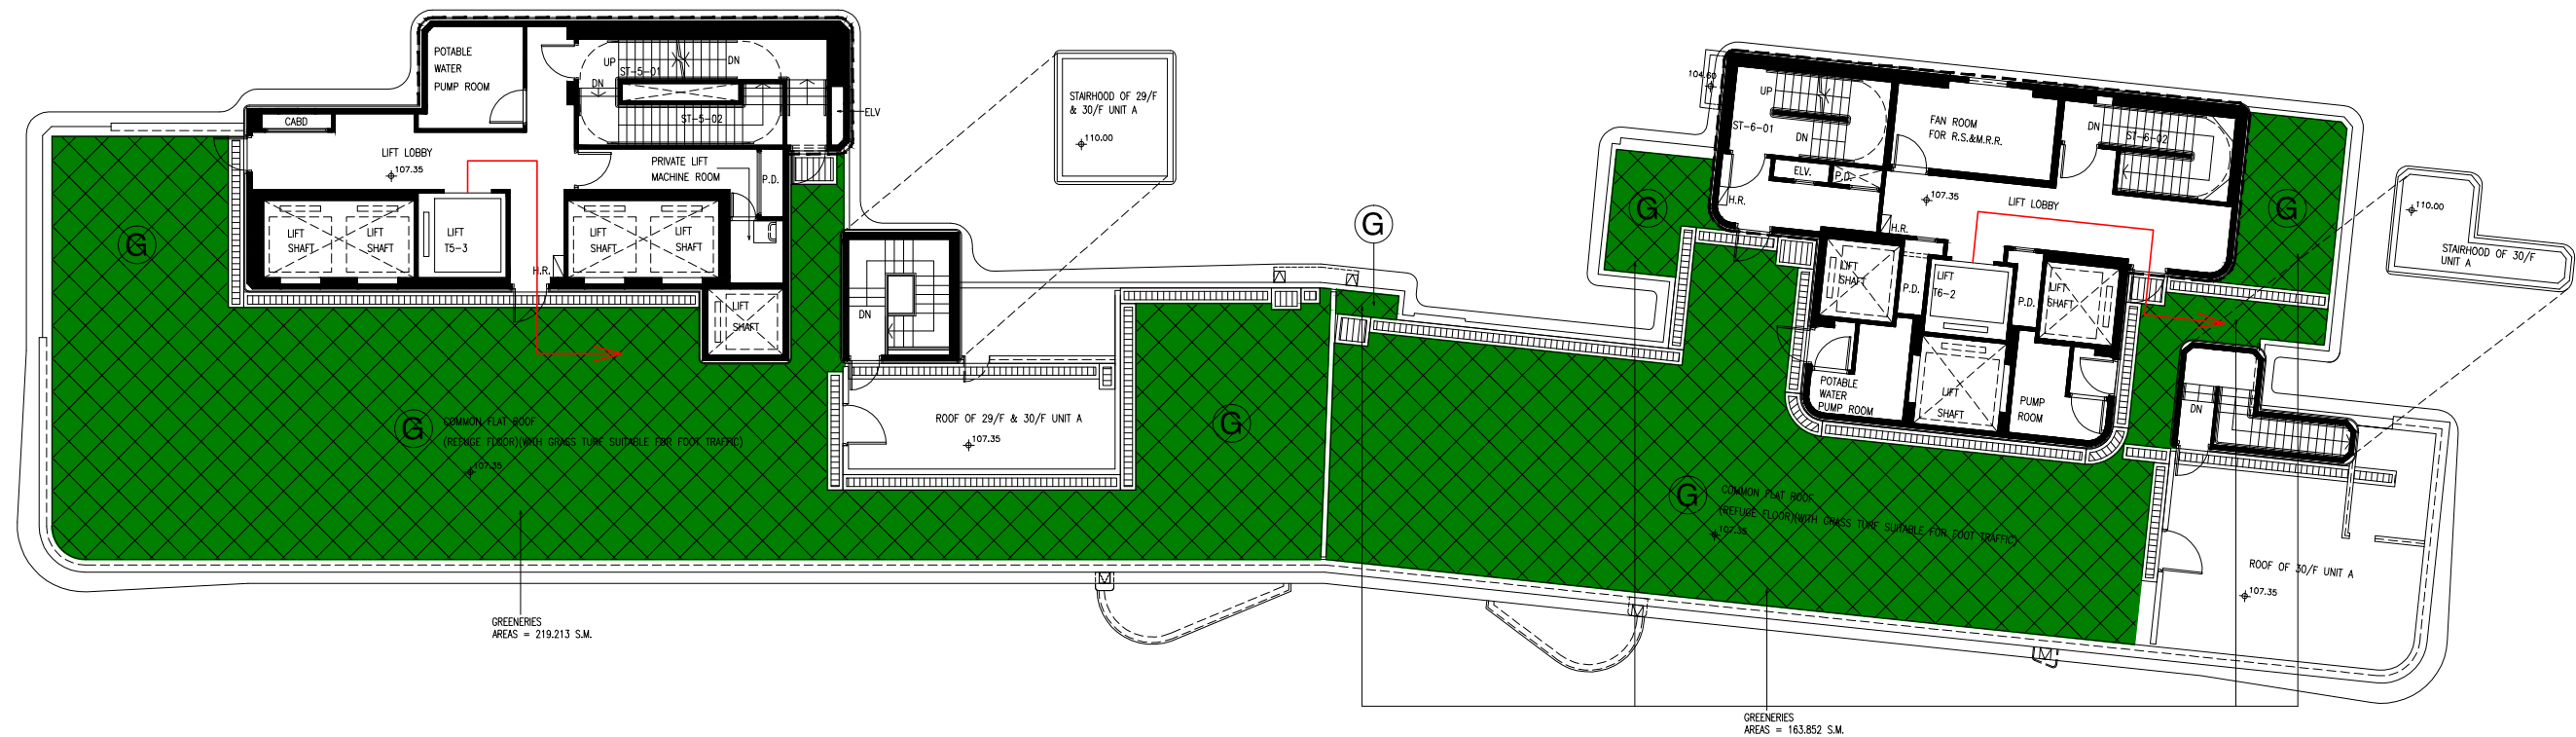 POTABLE
WATER
PUMP ROOM
UP
DN
ST-5-01
DN
ST-5-02
ELV
CABD
LIFT LOBBY
107.35
PRIVATE LIFT
MACHINE ROOM
P.D.
LIFT
SHAFT
LIFT
SHAFT
LIFT
T5-3
H.R.
LIFT
SHAFT
LIFT
SHAFT
LIFT
SHAFT
G
DN
STAIRHOOD OF 29/F
& 30/F UNIT A
110.00
ROOF OF 29/F & 30/F UNIT A
107.35
G
COMMON FLAT ROOF
(REFUGE FLOOR)(WITH GRASS TURF SUITABLE FOR FOOT TRAFFIC)
107.35
GREENERIES
AREAS = 219.213 S.M.
G
G
104.60
UP
ST-6-01
DN
FAN ROOM
FOR R.S.&M.R.R.
DN
ST-6-02
ELV.
P.D.
H.R.
107.35
LIFT LOBBY
H.R.
G
G
LIFT
SHAFT
P.D.
LIFT
T6-2
P.D.
LIFT
SHAFT
POTABLE
WATER
PUMP ROOM
LIFT
SHAFT
PUMP
ROOM
DN
110.00
STAIRHOOD OF 30/F
UNIT A
G
COMMON FLAT ROOF
(REFUGE FLOOR)(WITH GRASS TURF SUITABLE FOR FOOT TRAFFIC)
107.35
ROOF OF 30/F UNIT A
107.35
GREENERIES
AREAS = 163.852 S.M.